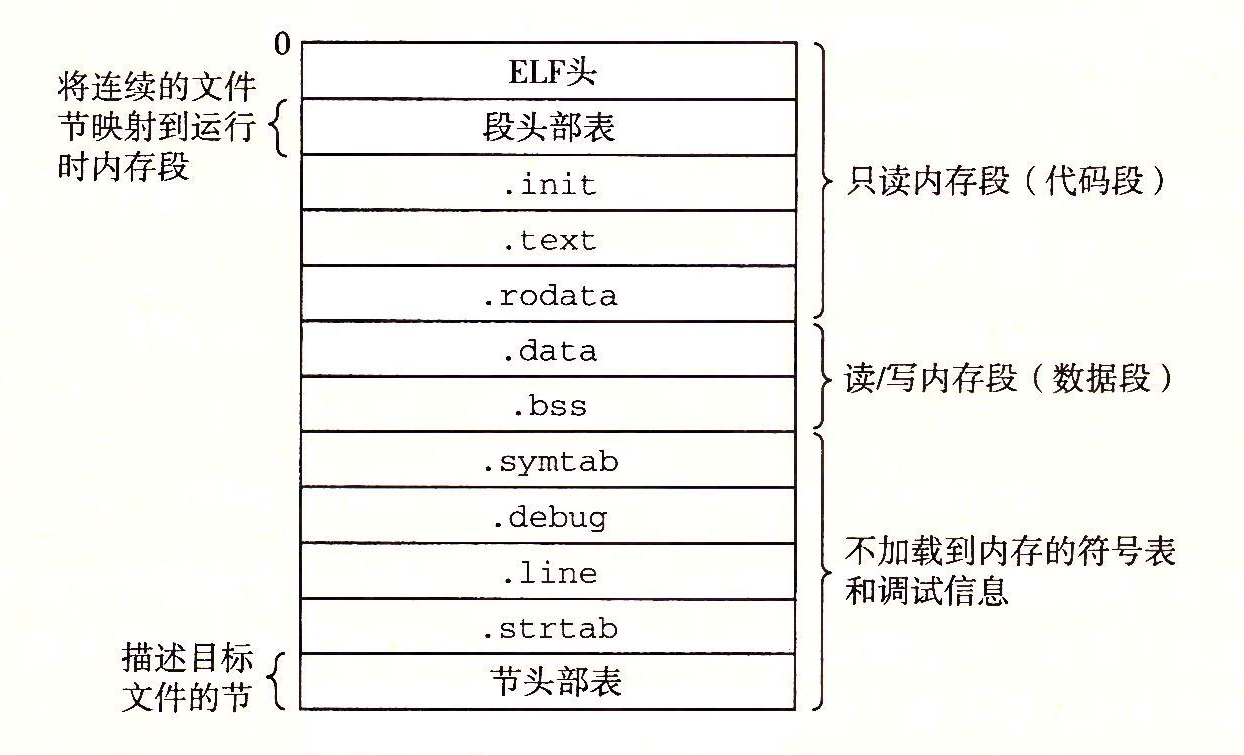 0
ELF头
将连续的文件
节映射到运行
时内存段
段头部表
.init
只读内存段（代码段）
.text
.rodata
.data
读/写内存段（数据段）
.bss
.symtab
.debug
不加载到内存的符号表
和调试信息
.line
.strtab
描述目标
文件的节
节头部表